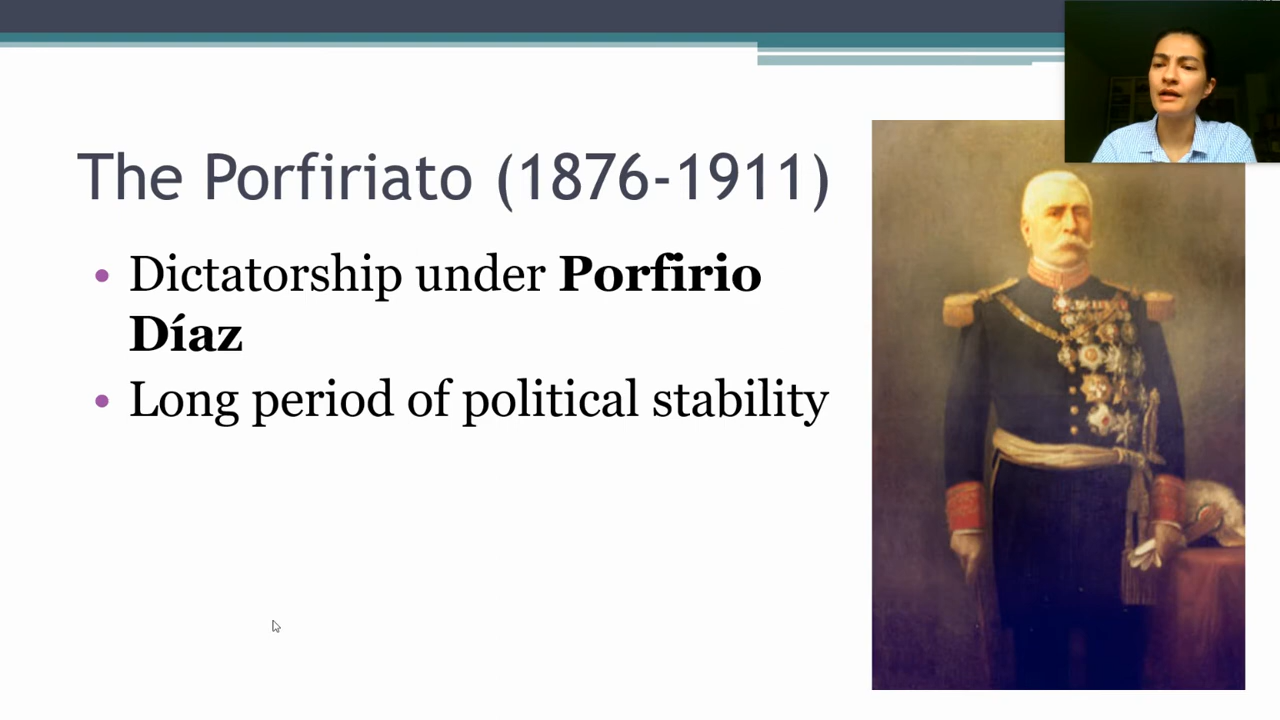 The Porfiriato (1876-1911)
• Dictatorship under Porfirio
Díaz
• Long period of political stability